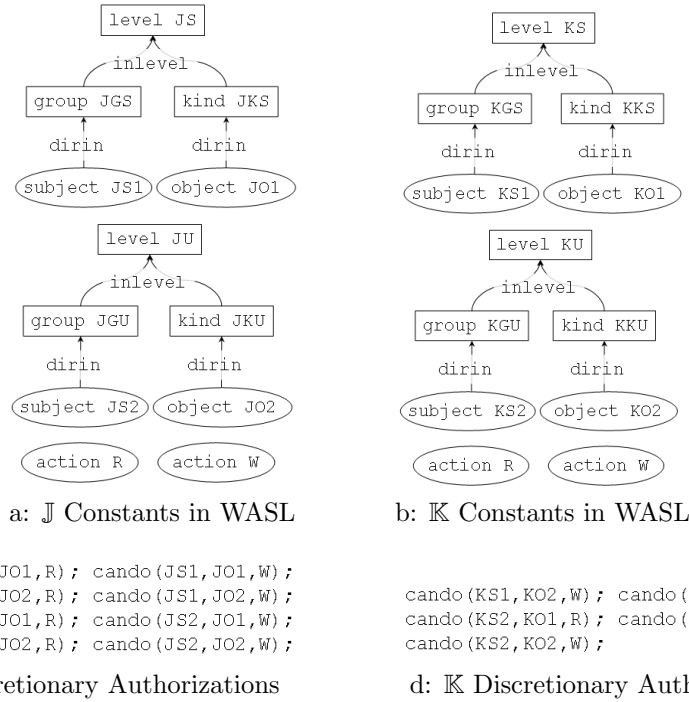 level JS
inlevel
group JGS kind JKS
dirin dirin
subject JS1 object JO1
level JU
inlevel
group JGU kind JKU
dirin dirin
subject JS2 object JO2
action R action W
a: 𝕁 Constants in WASL
level KS
inlevel
group KGS kind KKS
dirin dirin
subject KS1 object KO1
level KU
inlevel
group KGU kind KKU
dirin dirin
subject KS2 object KO2
action R action W
b: 𝕂 Constants in WASL
JO1,R); cando(JS1,JO1,W);
JO2,R); cando(JS1,JO2,W);
JO1,R); cando(JS2,JO1,W);
JO2,R); cando(JS2,JO2,W);
retionary Authorizations
cando(KS1,KO2,W); cando(
cando(KS2,KO1,R); cando(
cando(KS2,KO2,W);
d: 𝕂 Discretionary Auth